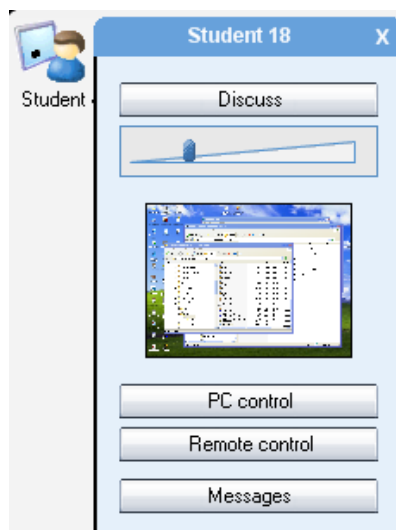 Student 18
X
Student
Discuss
PC control
Remote control
Messages